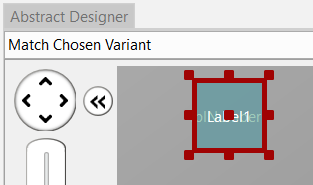 Abstract Designer
Match Chosen Variant
Label1